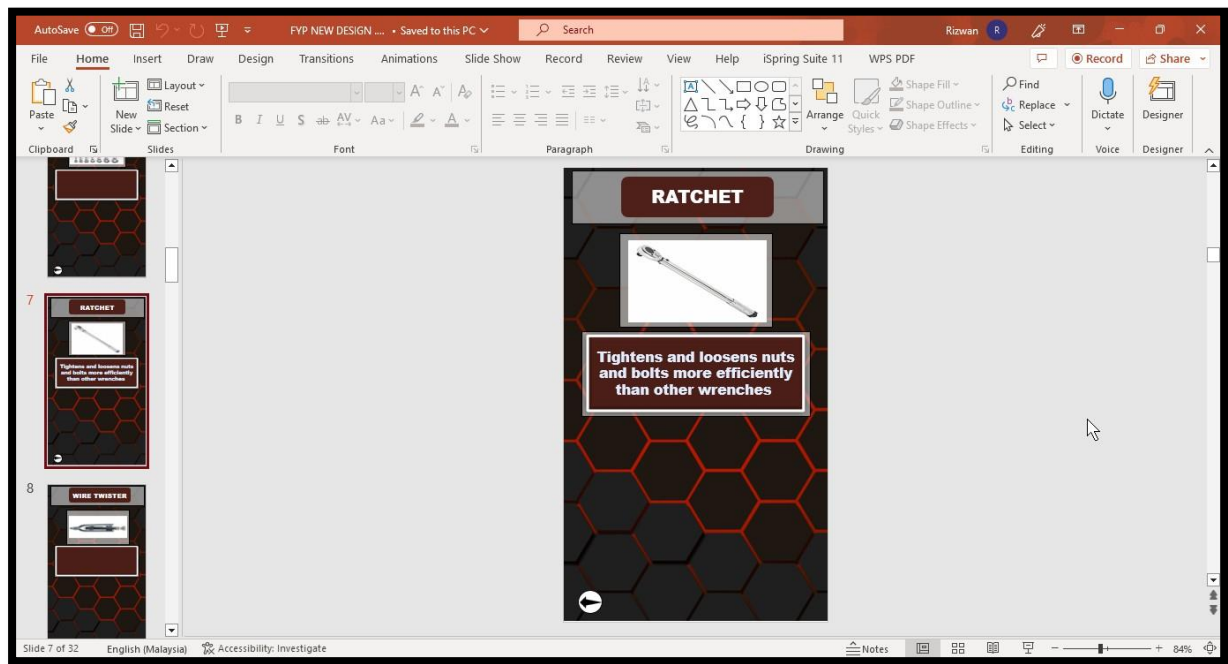 AutoSave Off FYP NEW DESIGN .... • Saved to this PC Search Rizwan R
File Home Insert Draw Design Transitions Animations Slide Show Record Review View Help iSpring Suite 11 WPS PDF Record Share
Paste
New
Slide
Layout
Reset
Section
B I U S ab AV Aa A
A A A
Arrange
Quick
Styles
Shape Fill
Shape Outline
Shape Effects
Find
Replace
Select
Dictate
Designer
Clipboard Slides Font Paragraph Drawing Editing Voice Designer
7
RATCHET
Tightens and loosens nuts
and bolts more efficiently
than other wrenches
8
WIRE TWISTER
RATCHET
Tightens and loosens nuts
and bolts more efficiently
than other wrenches
Slide 7 of 32 English (Malaysia) Accessibility: Investigate Notes 84%